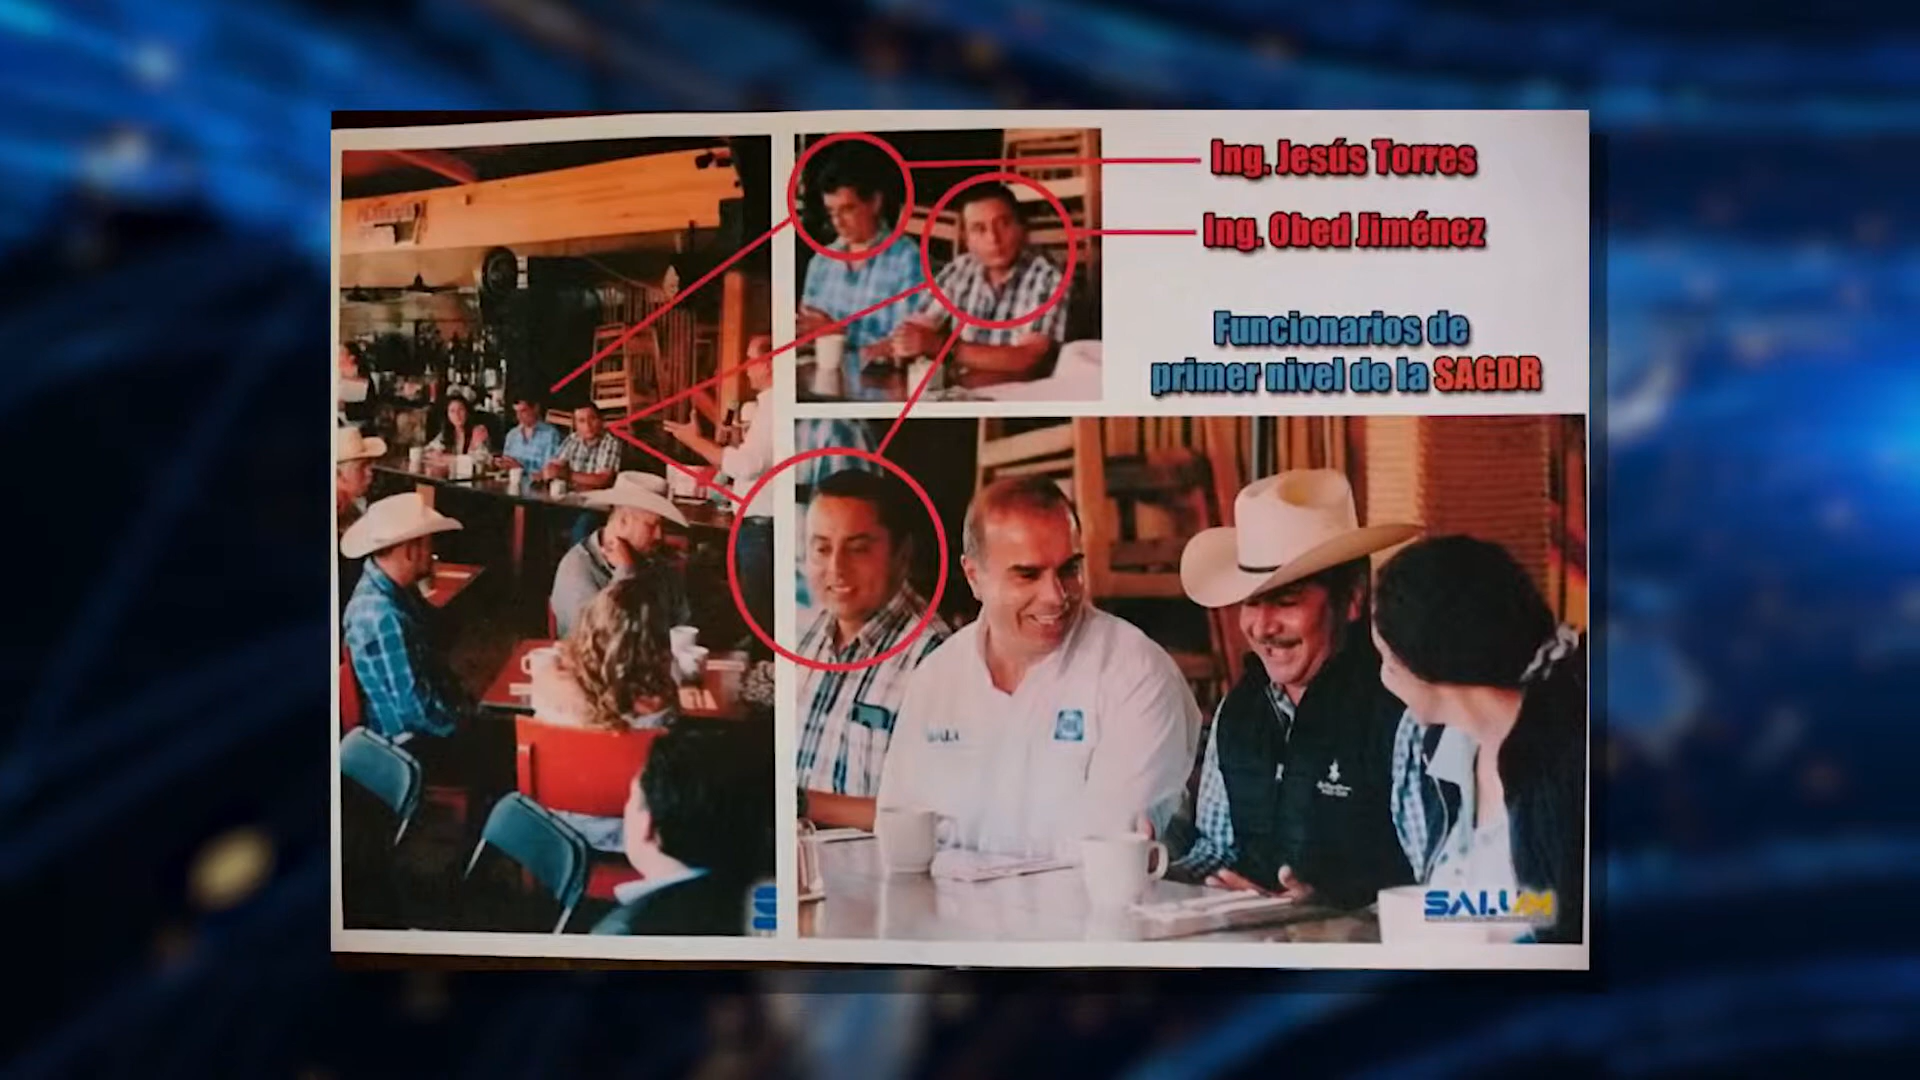 Ing. Jesús Torres
Ing. Obed Jiménez
Funcionarios de
primer nivel de la SAGDR
SALUM